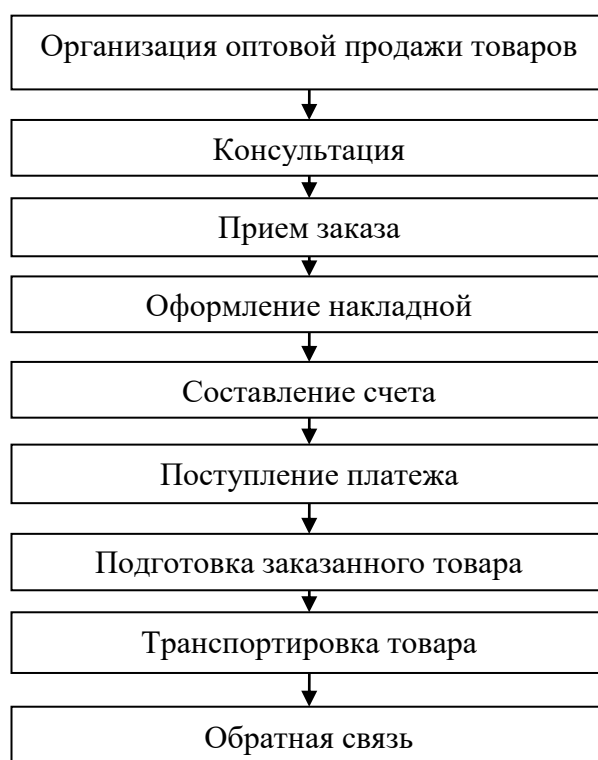 Организация оптовой продажи товаров
Консультация
Прием заказа
Оформление накладной
Составление счета
Поступление платежа
Подготовка заказанного товара
Транспортировка товара
Обратная связь